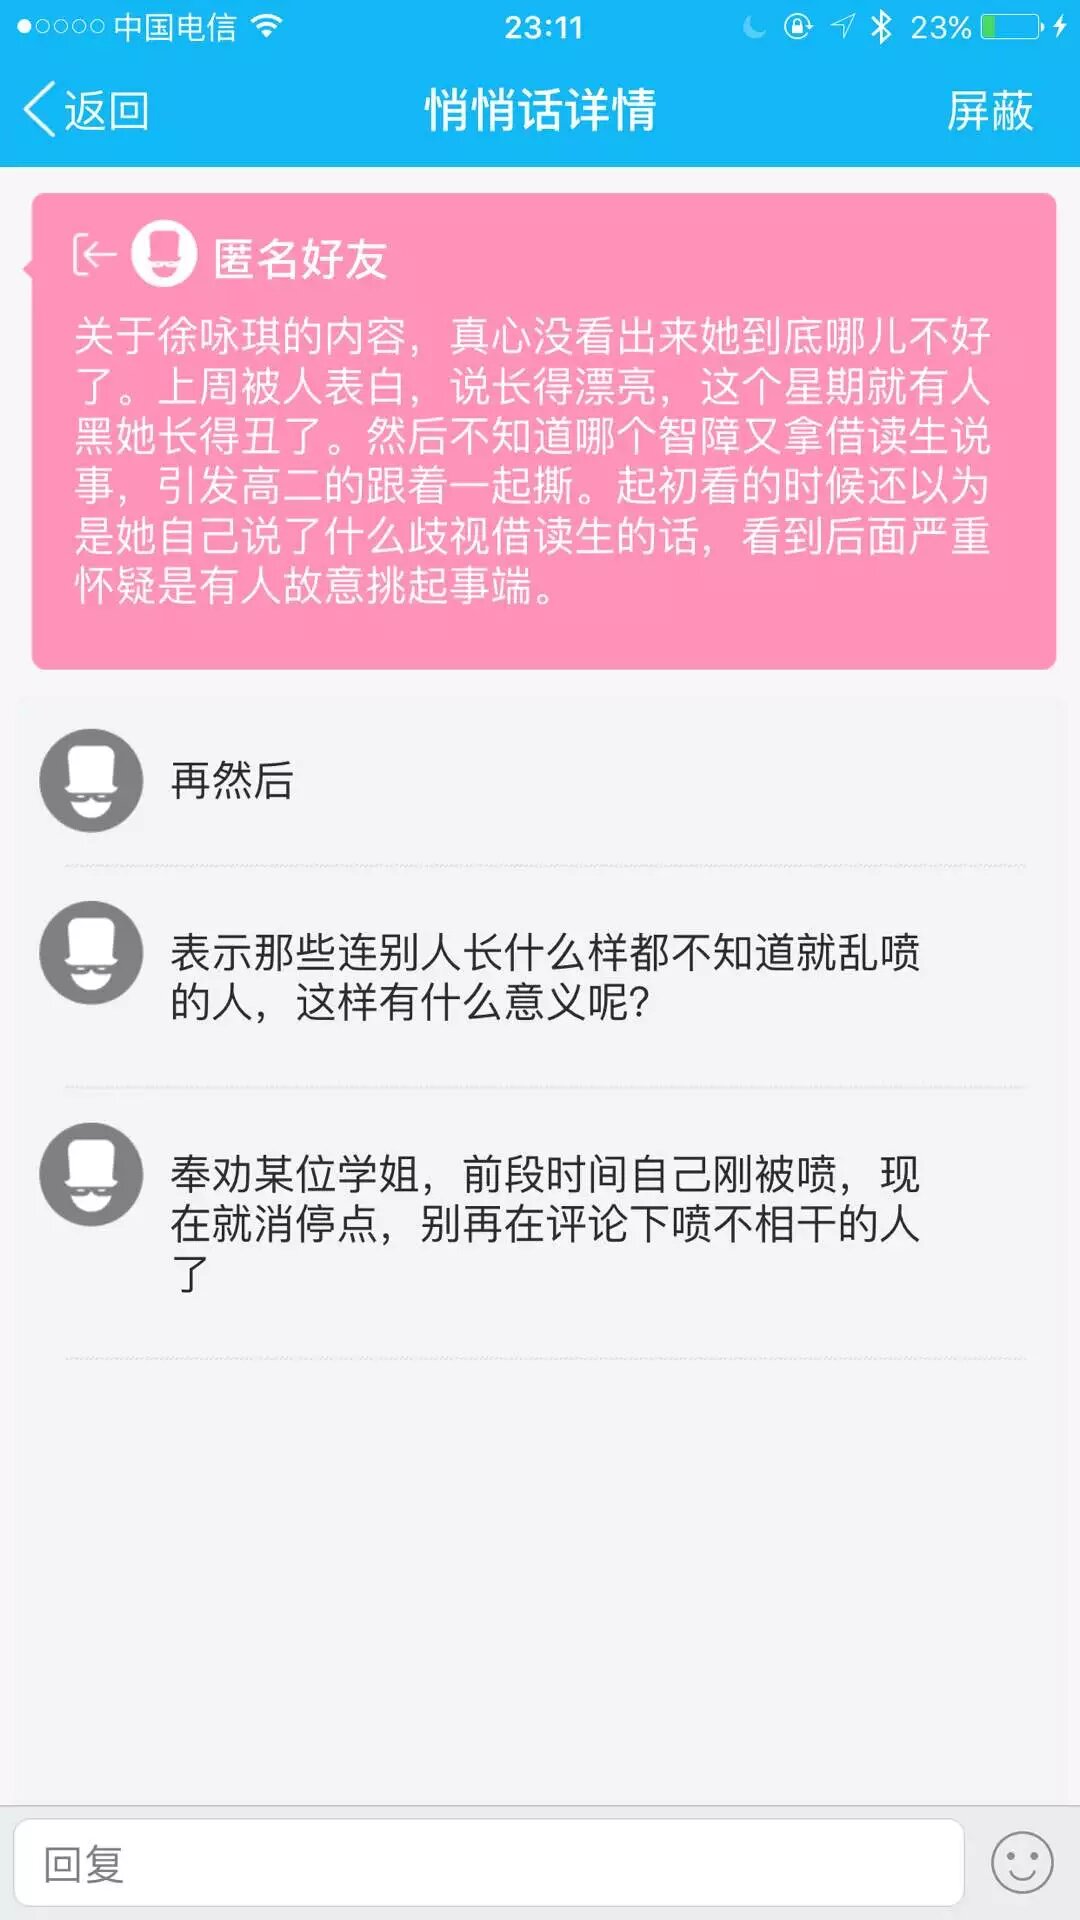 中国电信 23:11 23%
返回 悄悄话详情 屏蔽
匿名好友
关于徐咏琪的内容，真心没看出来她到底哪儿不好
了。上周被人表白，说长得漂亮，这个星期就有人
黑她长得丑了。然后不知道哪个智障又拿借读生说
事，引发高二的跟着一起撕。起初看的时候还以为
是她自己说了什么歧视借读生的话，看到后面严重
怀疑是有人故意挑起事端。
再然后
表示那些连别人长什么样都不知道就乱喷
的人，这样有什么意义呢？
奉劝某位学姐，前段时间自己刚被喷，现
在就消停点，别再在评论下喷不相干的人
了
回复